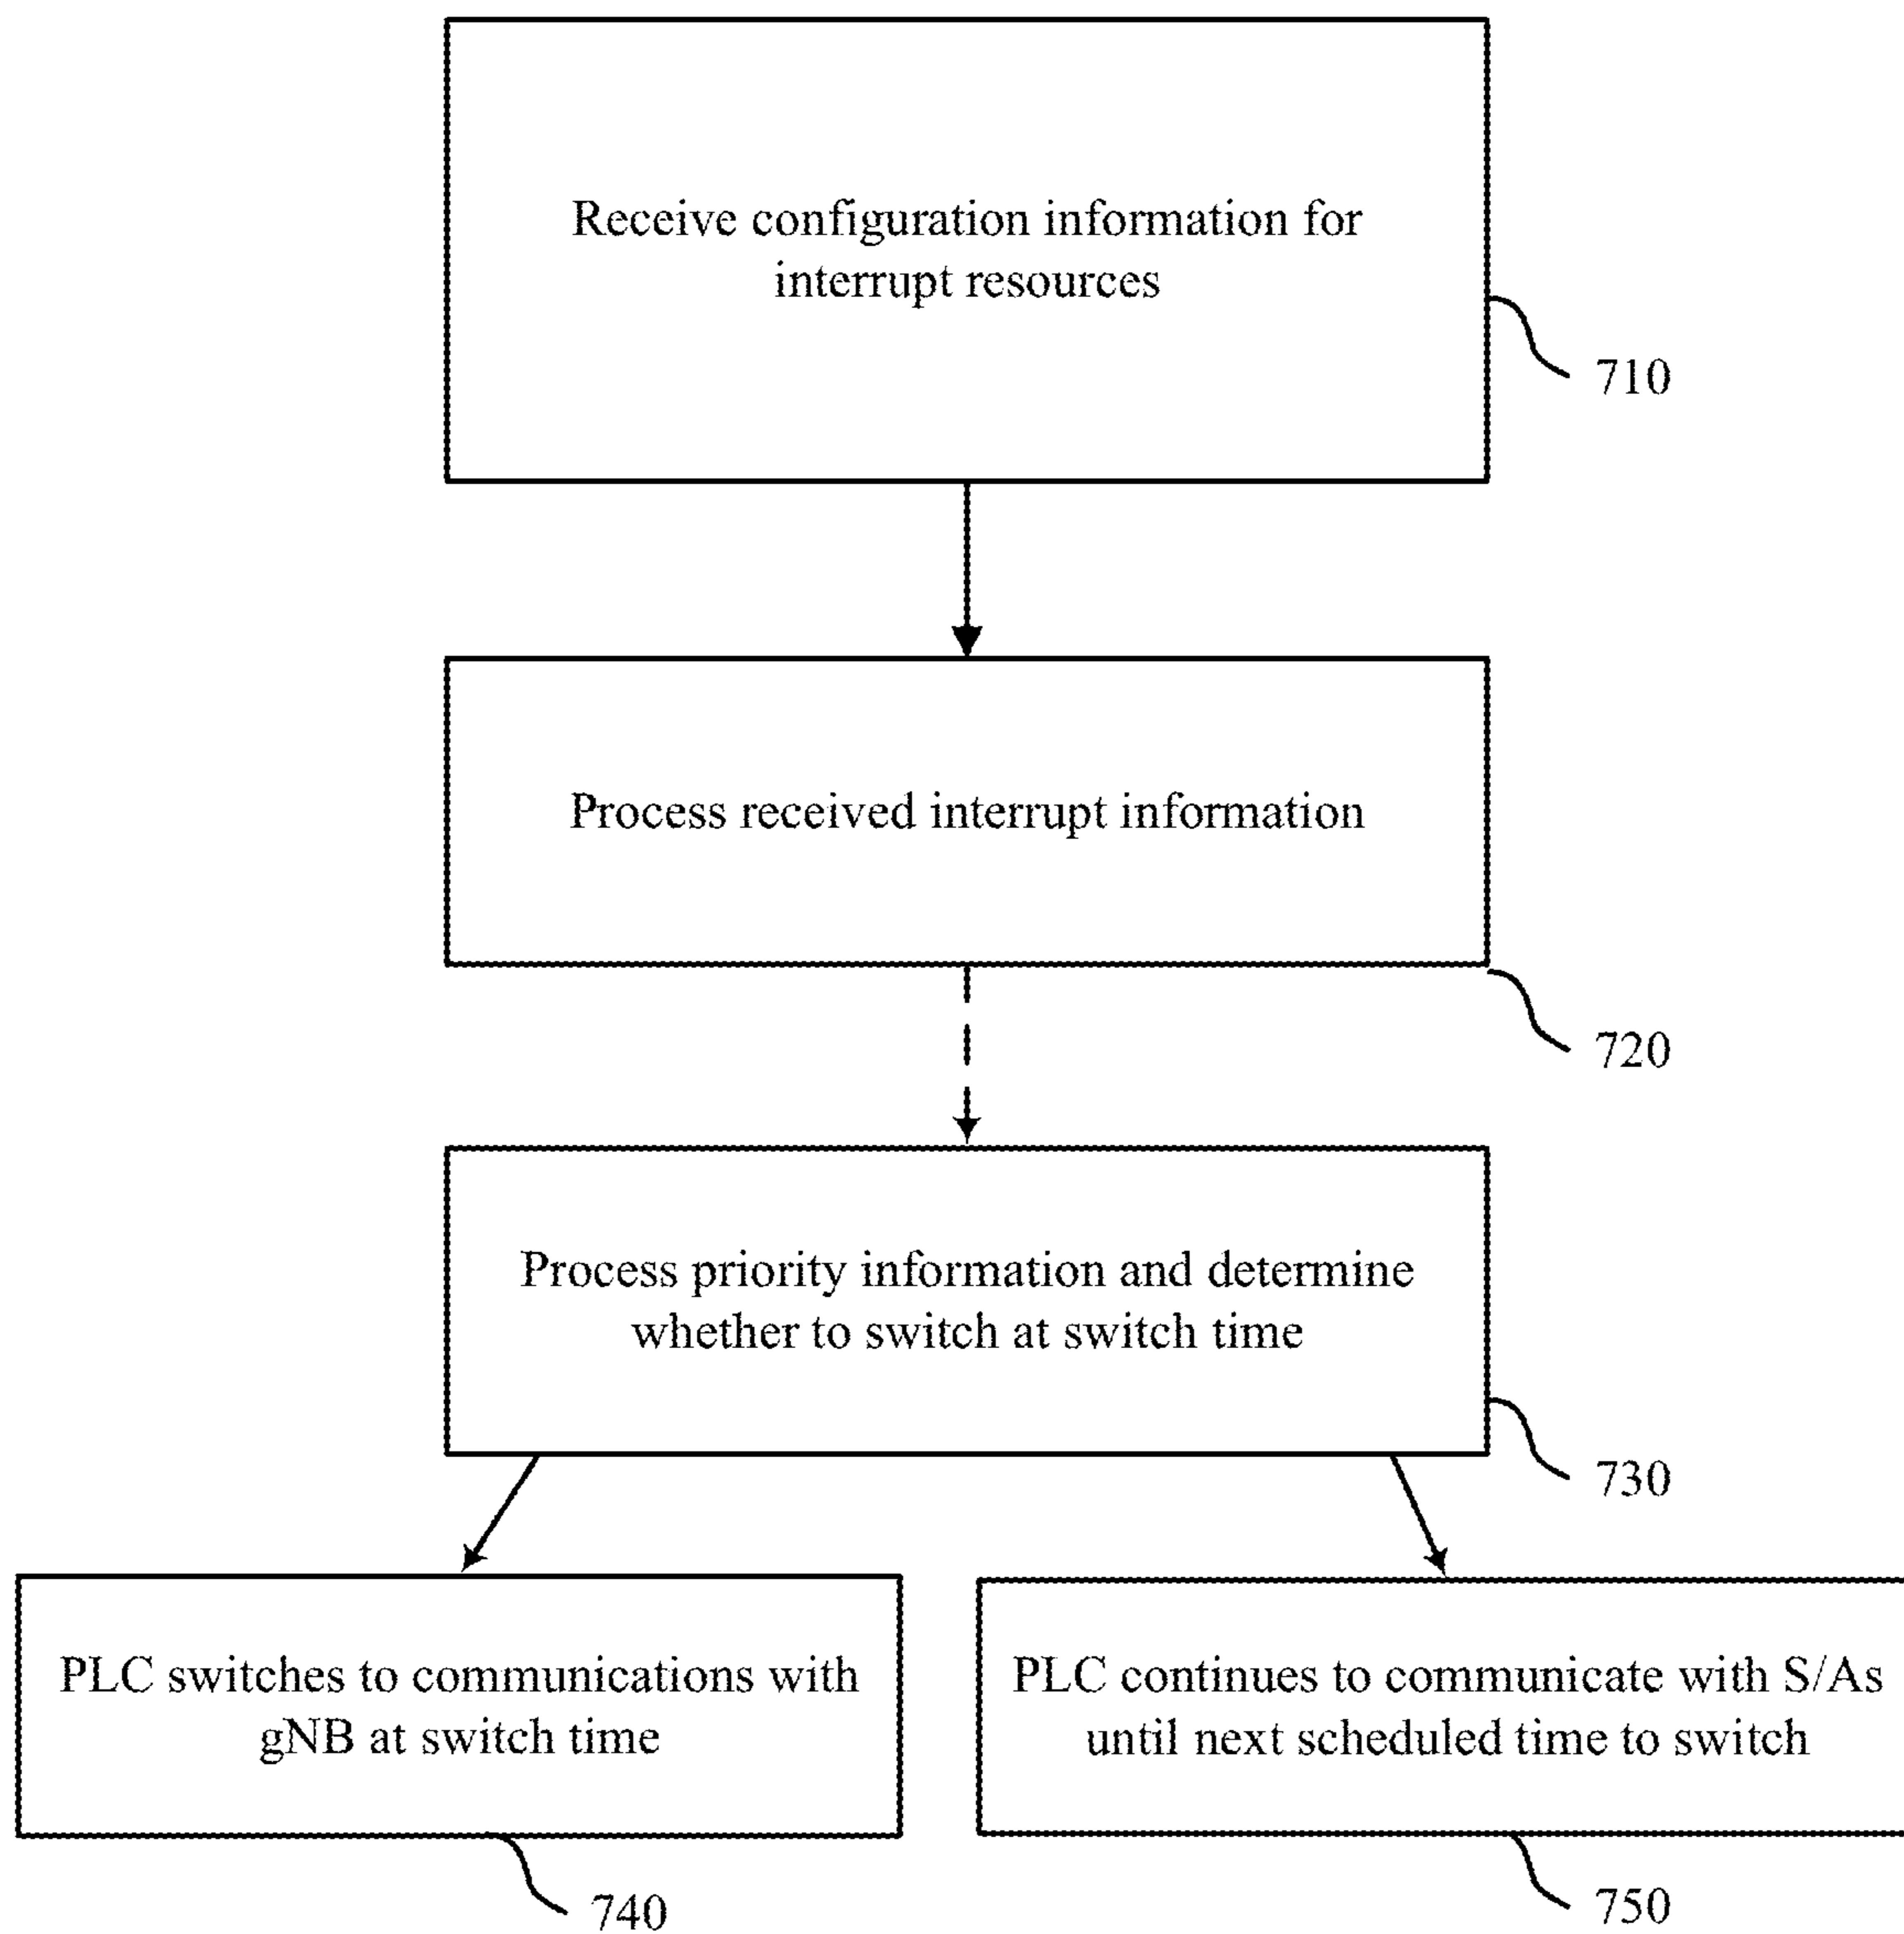 Receive configuration information for
interrupt resources
710
Process received interrupt information
720
Process priority information and determine
whether to switch at switch time
730
PLC switches to communications with
gNB at switch time
740
PLC continues to communicate with S/As
until next scheduled time to switch
750